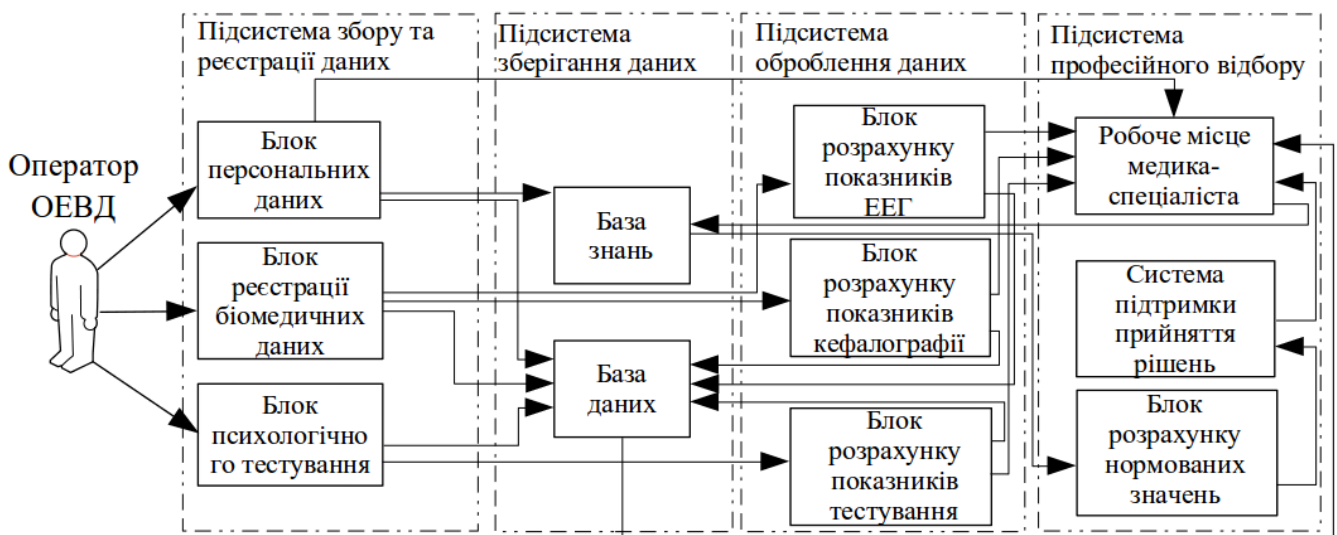 Підсистема збору та
реєстрації даних
Підсистема
зберігання даних
Підсистема
оброблення даних
Підсистема
професійного відбору
Оператор
ОЕВД
Блок
персональних
даних
Блок
реєстрації
біомедичних
даних
Блок
психологічно
го тестування
База
знань
База
даних
Блок
розрахунку
показників
ЕЕГ
Блок
розрахунку
показників
кефалографії
Блок
розрахунку
показників
тестування
Робоче місце
медика-
спеціаліста
Система
підтримки
прийняття
рішень
Блок
розрахунку
нормованих
значень